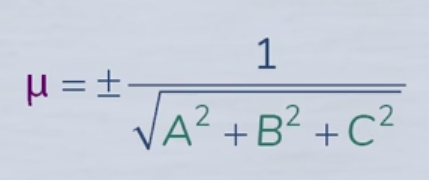 μ = ± 1 / √(A² + B² + C²)